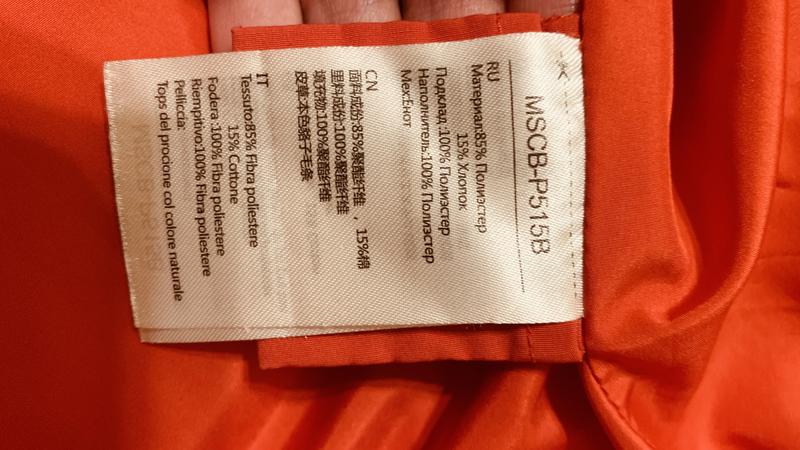 MSCB-P515B
RU
Материал:85% Полиэстер
15% Хлопок
Подклад:100% Полиэстер
Наполнитель:100% Полиэстер
Мех:Енот
CN
面料成份:85%聚酯纤维 , 15%棉
里料成份:100%聚酯纤维
填充物:100%聚酯纤维
皮草:本色貉子毛条
IT
Tessuto:85% Fibra poliestere
15% Cottone
Fodera :100% Fibra poliestere
Riempitivo:100% Fibra poliestere
Pelliccia:
Tops del procione col colore naturale